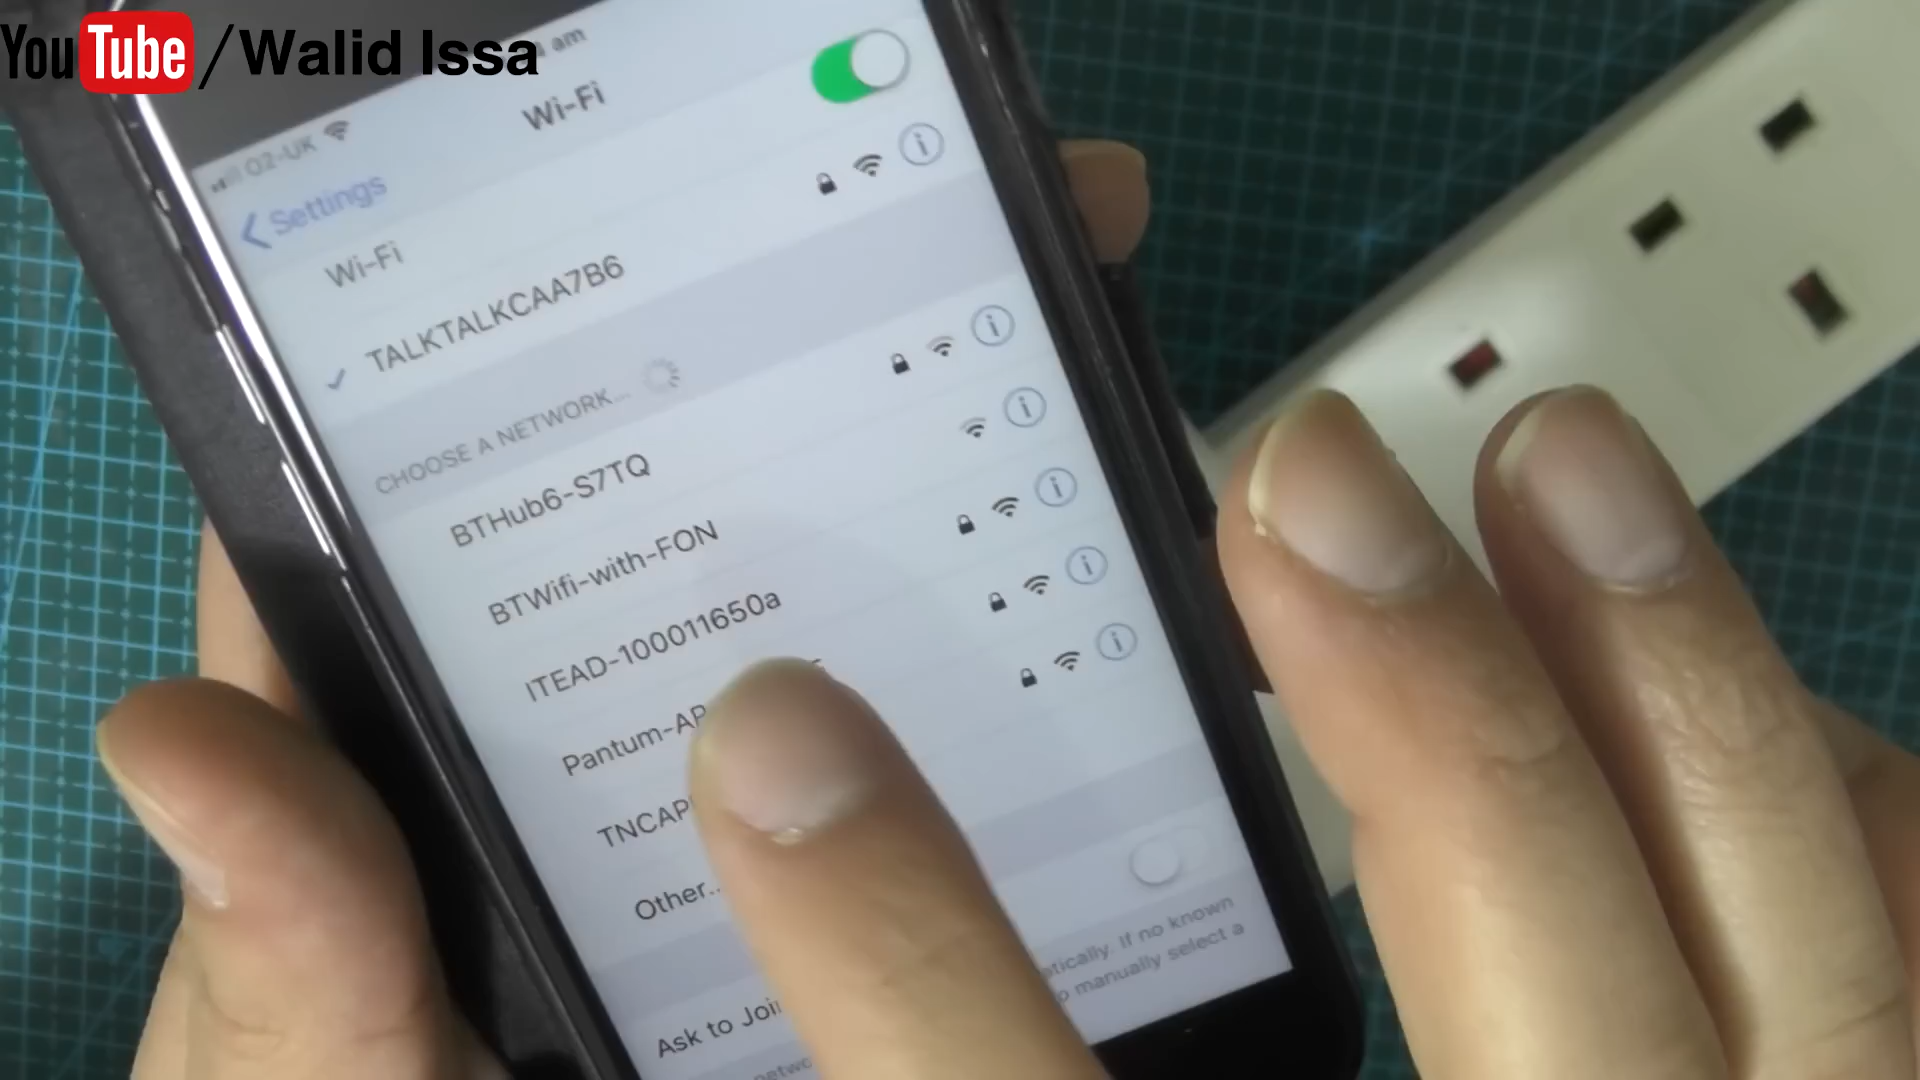 YouTube/Walid Issa
am
O2-UK
Wi-Fi
Settings
Wi-Fi
TALKTALKCAA7B6
CHOOSE A NETWORK...
BTHub6-S7TQ
BTWifi-with-FON
ITEAD-100011650a
Pantum-AP
TNCAP
Other...
Ask to Join
If no known
manually select a